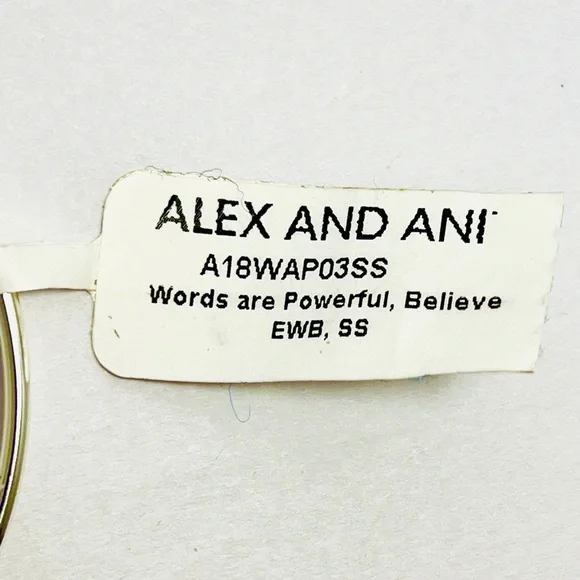 ALEX AND ANI
A18WAP03SS
Words are Powerful, Believe
EWB, SS